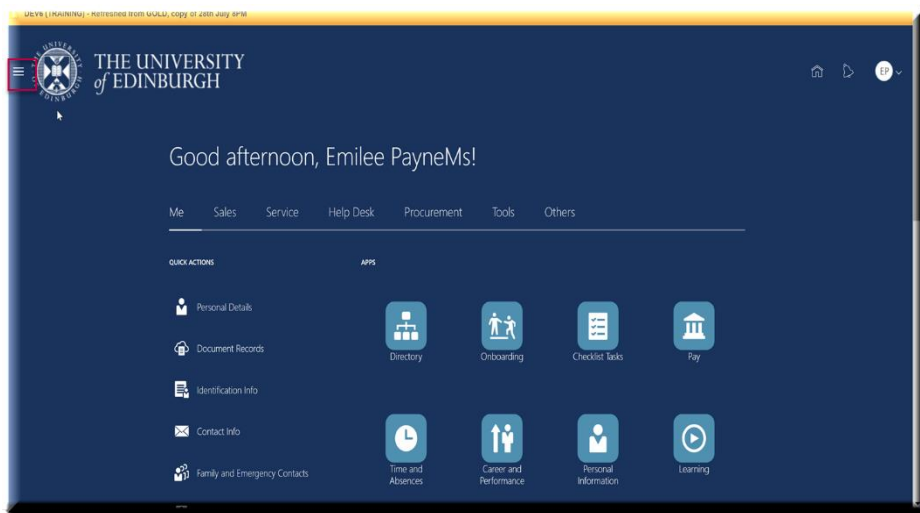 DEV6 (TRAINING) - Refreshed from GOLD, copy of 28th July 8PM
THE UNIVERSITY
of EDINBURGH
EP
Good afternoon, Emilee PayneMs!
Me Sales Service Help Desk Procurement Tools Others
QUICK ACTIONS
APPS
Personal Details
Document Records
Identification Info
Contact Info
Family and Emergency Contacts
Directory
Onboarding
Checklist Tasks
Pay
Time and
Absences
Career and
Performance
Personal
Information
Learning